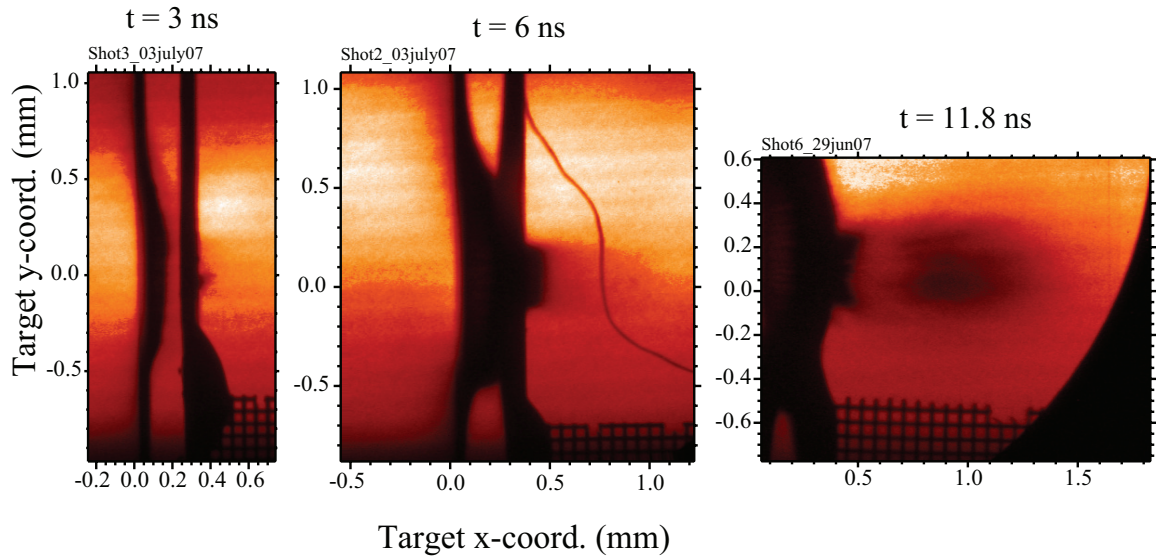 t = 3 ns
t = 6 ns
t = 11.8 ns
Shot3_03july07
Shot2_03july07
Shot6_29jun07
Target y-coord. (mm)
1.0
0.5
0.0
-0.5
-0.2 0.0 0.2 0.4 0.6
1.0
0.5
0.0
-0.5
-0.5 0.0 0.5 1.0
0.6
0.4
0.2
0.0
-0.2
-0.4
-0.6
0.5 1.0 1.5
Target x-coord. (mm)